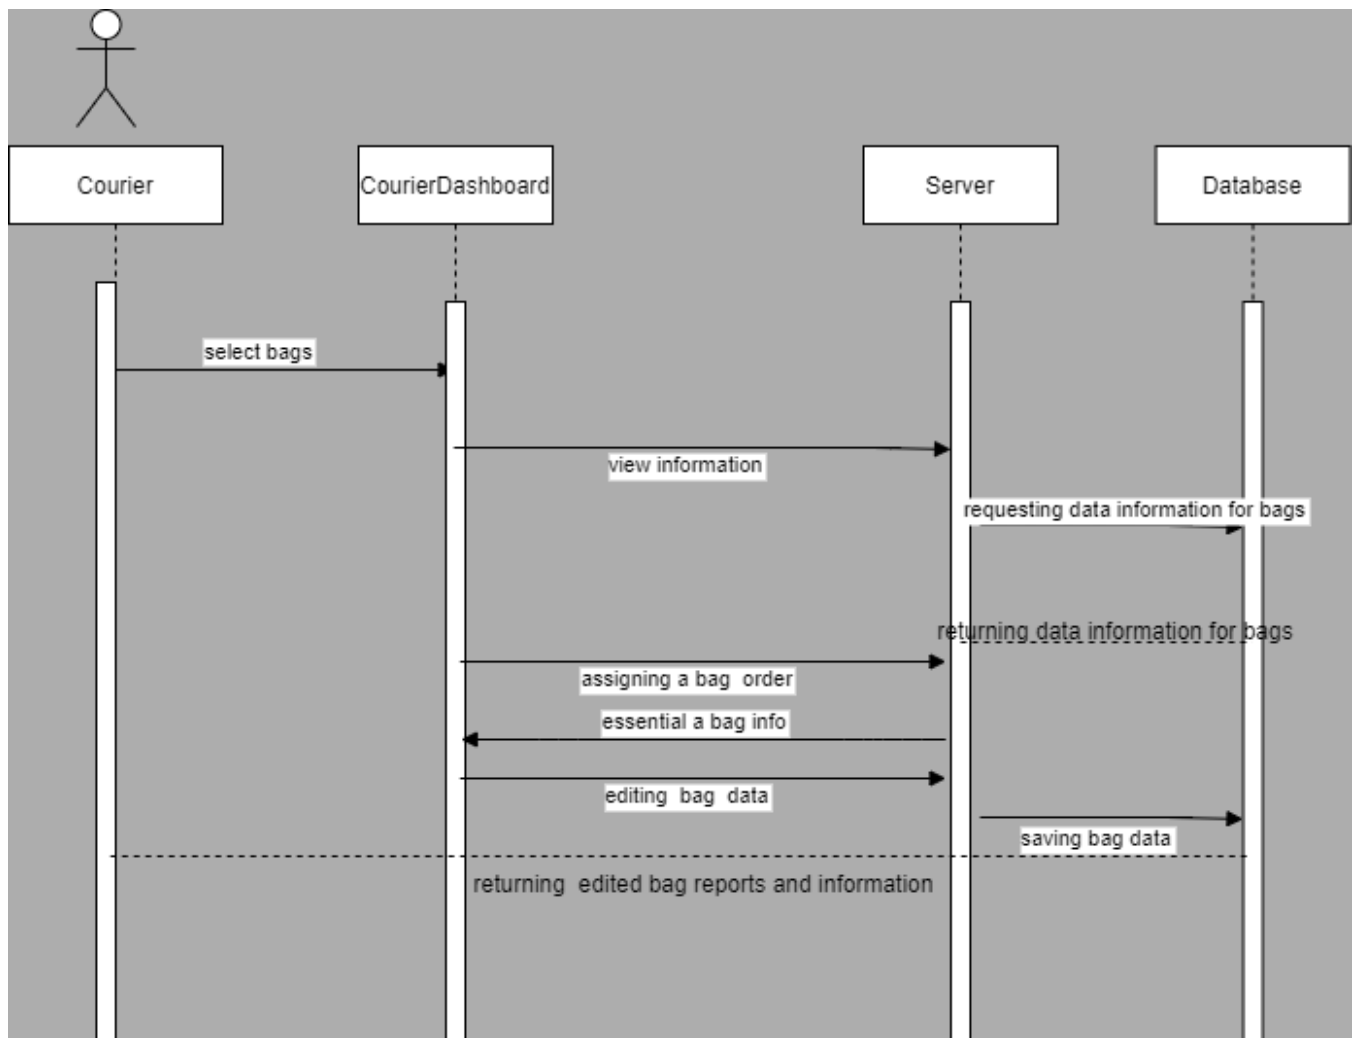 Courier
CourierDashboard
Server
Database
select bags
view information
requesting data information for bags
returning data information for bags
assigning a bag  order
essential a bag info
editing  bag  data
saving bag data
returning  edited bag reports and information